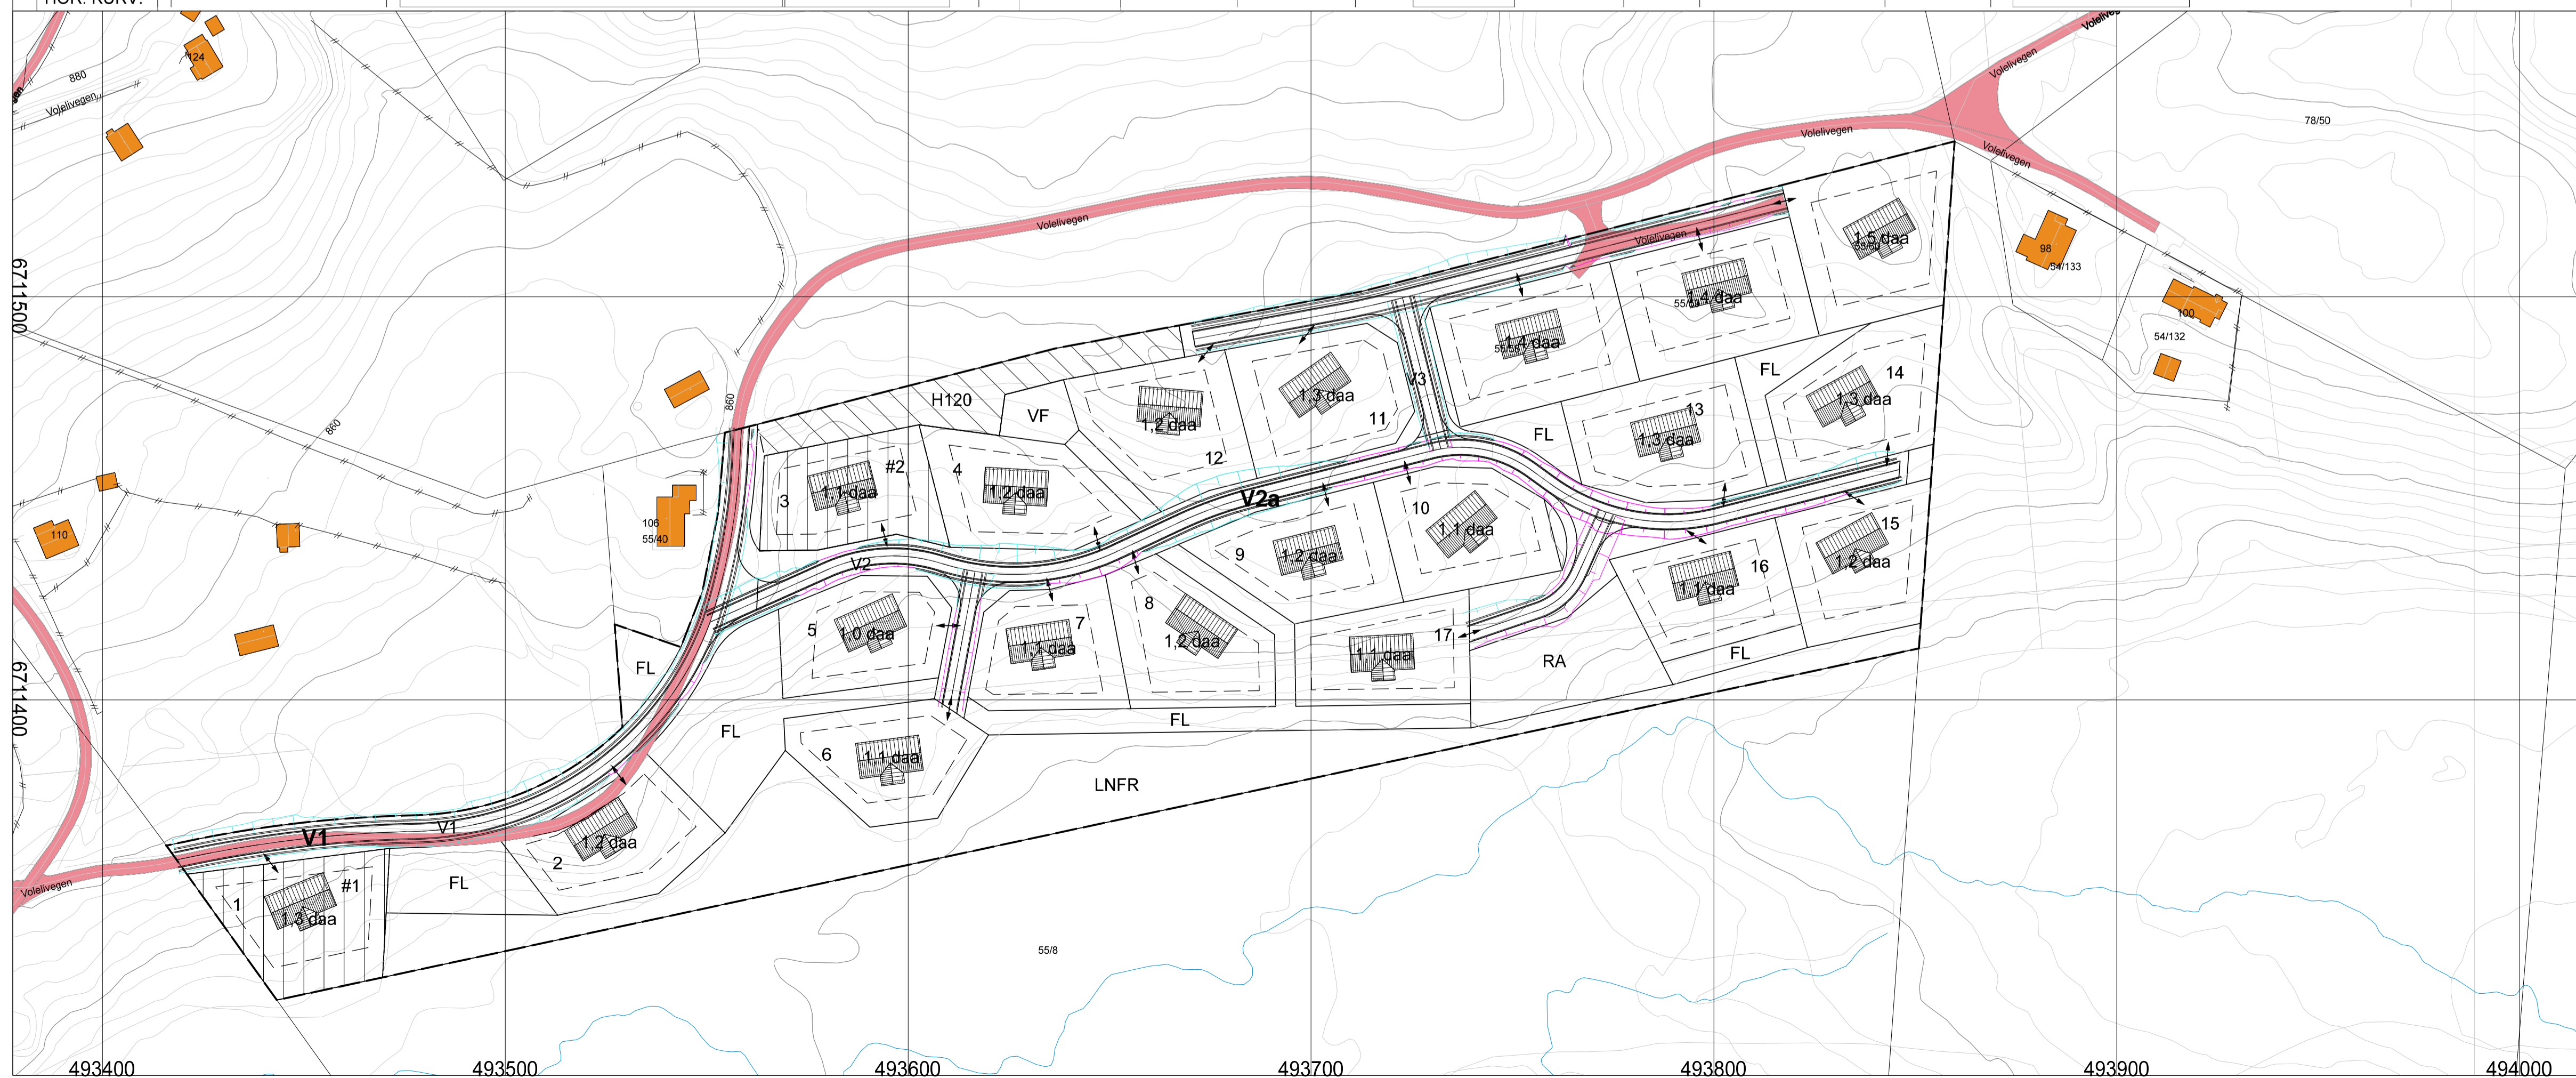 HOR. KURV.
124
880
Volelivegen
Volelivegen
Volelivegen
Volelivegen
Volelivegen
78/50
Volelivegen
Volelivegen
1,5 daa
98
54/133
6711500
1,4 daa
100
54/132
1,4 daa
860
860
H120
VF
1,2 daa
12
1,3 daa
11
V3
FL
14
1,3 daa
13
1,3 daa
FL
110
106
55/40
3
#2
1,1 daa
4
1,2 daa
V2a
10
1,1 daa
9
1,2 daa
15
1,2 daa
16
1,1 daa
V2
5
1,0 daa
7
1,1 daa
8
1,2 daa
17
1,1 daa
RA
FL
FL
6711400
FL
FL
6
1,1 daa
LNFR
V1
V1
2
1,2 daa
Volelivegen
1
#1
1,3 daa
FL
55/8
493400
493500
493600
493700
493800
493900
494000